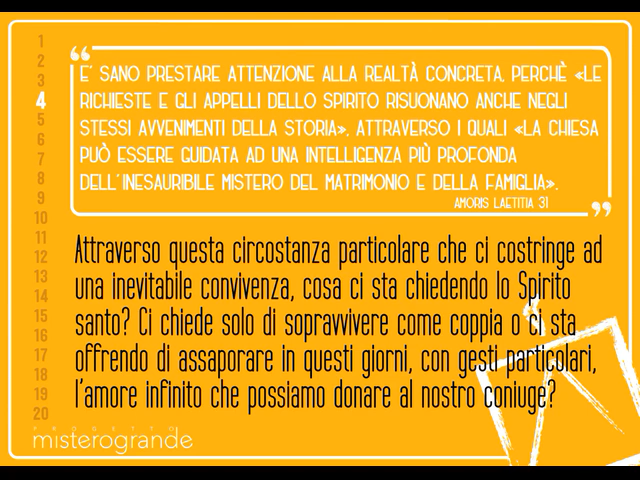 1
2
3
4
5
6
7
8
9
10
11
12
13
14
15
16
17
18
19
20
“
E' SANO PRESTARE ATTENZIONE ALLA REALTÀ CONCRETA, PERCHÈ «LE
RICHIESTE E GLI APPELLI DELLO SPIRITO RISUONANO ANCHE NEGLI
STESSI AVVENIMENTI DELLA STORIA», ATTRAVERSO I QUALI «LA CHIESA
PUÒ ESSERE GUIDATA AD UNA INTELLIGENZA PIÙ PROFONDA
DELL'INESAURIBILE MISTERO DEL MATRIMONIO E DELLA FAMIGLIA».
AMORIS LAETITIA 31
”
Attraverso questa circostanza particolare che ci costringe ad
una inevitabile convivenza, cosa ci sta chiedendo lo Spirito
santo? Ci chiede solo di sopravvivere come coppia o ci sta
offrendo di assaporare in questi giorni, con gesti particolari,
l'amore infinito che possiamo donare al nostro coniuge?
PROGETTO
misterogrande